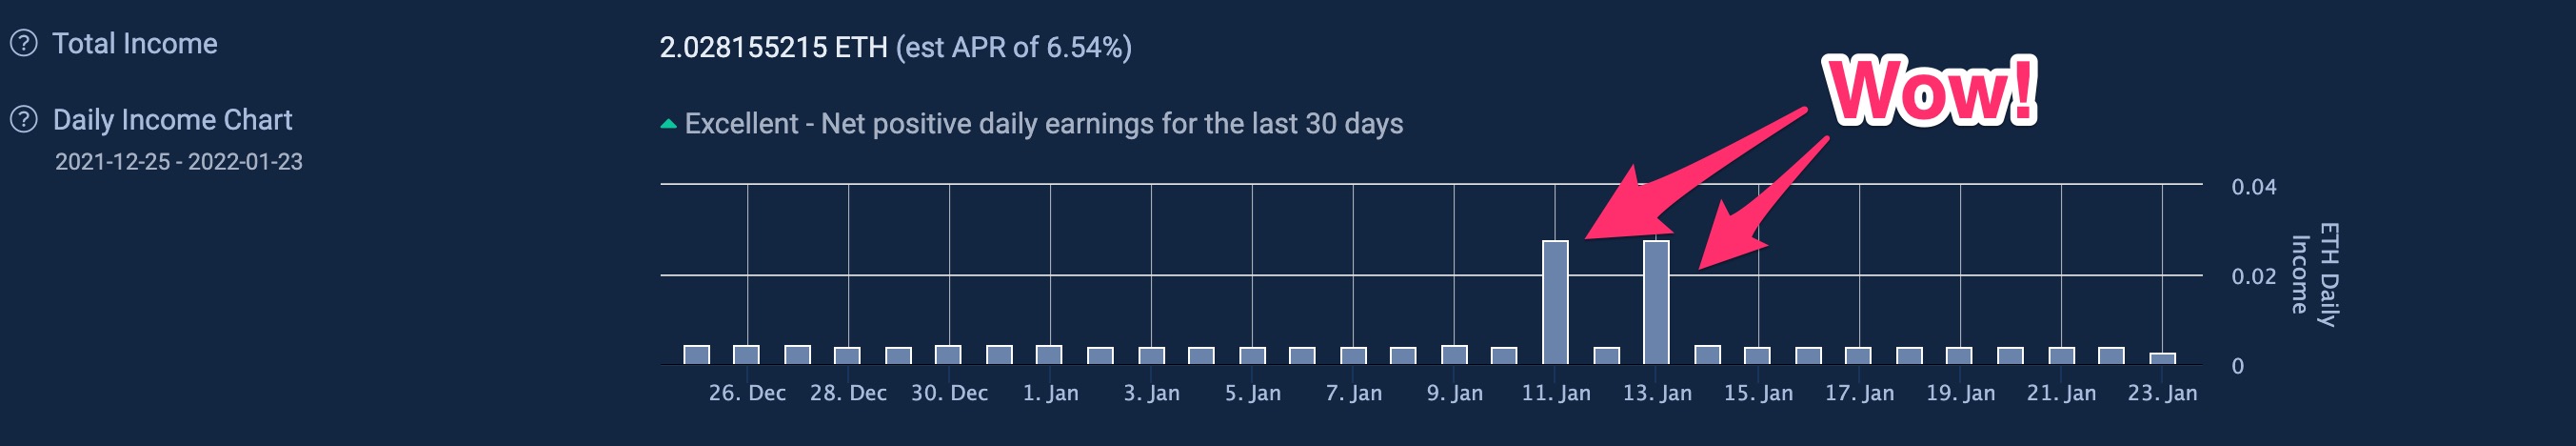 Total Income
2.028155215 ETH (est APR of 6.54%)
Wow!
Daily Income Chart
2021-12-25 - 2022-01-23
Excellent - Net positive daily earnings for the last 30 days
0.04
0.02
0
ETH Daily
Income
26. Dec 28. Dec 30. Dec 1. Jan 3. Jan 5. Jan 7. Jan 9. Jan 11. Jan 13. Jan 15. Jan 17. Jan 19. Jan 21. Jan 23. Jan